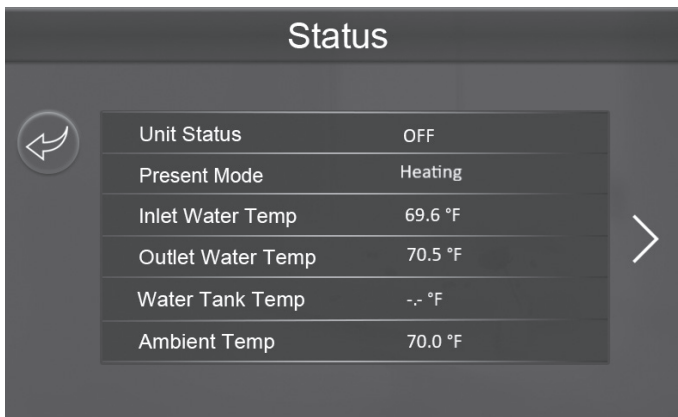 Status
Unit Status OFF
Present Mode Heating
Inlet Water Temp 69.6 °F
Outlet Water Temp 70.5 °F
Water Tank Temp -.- °F
Ambient Temp 70.0 °F